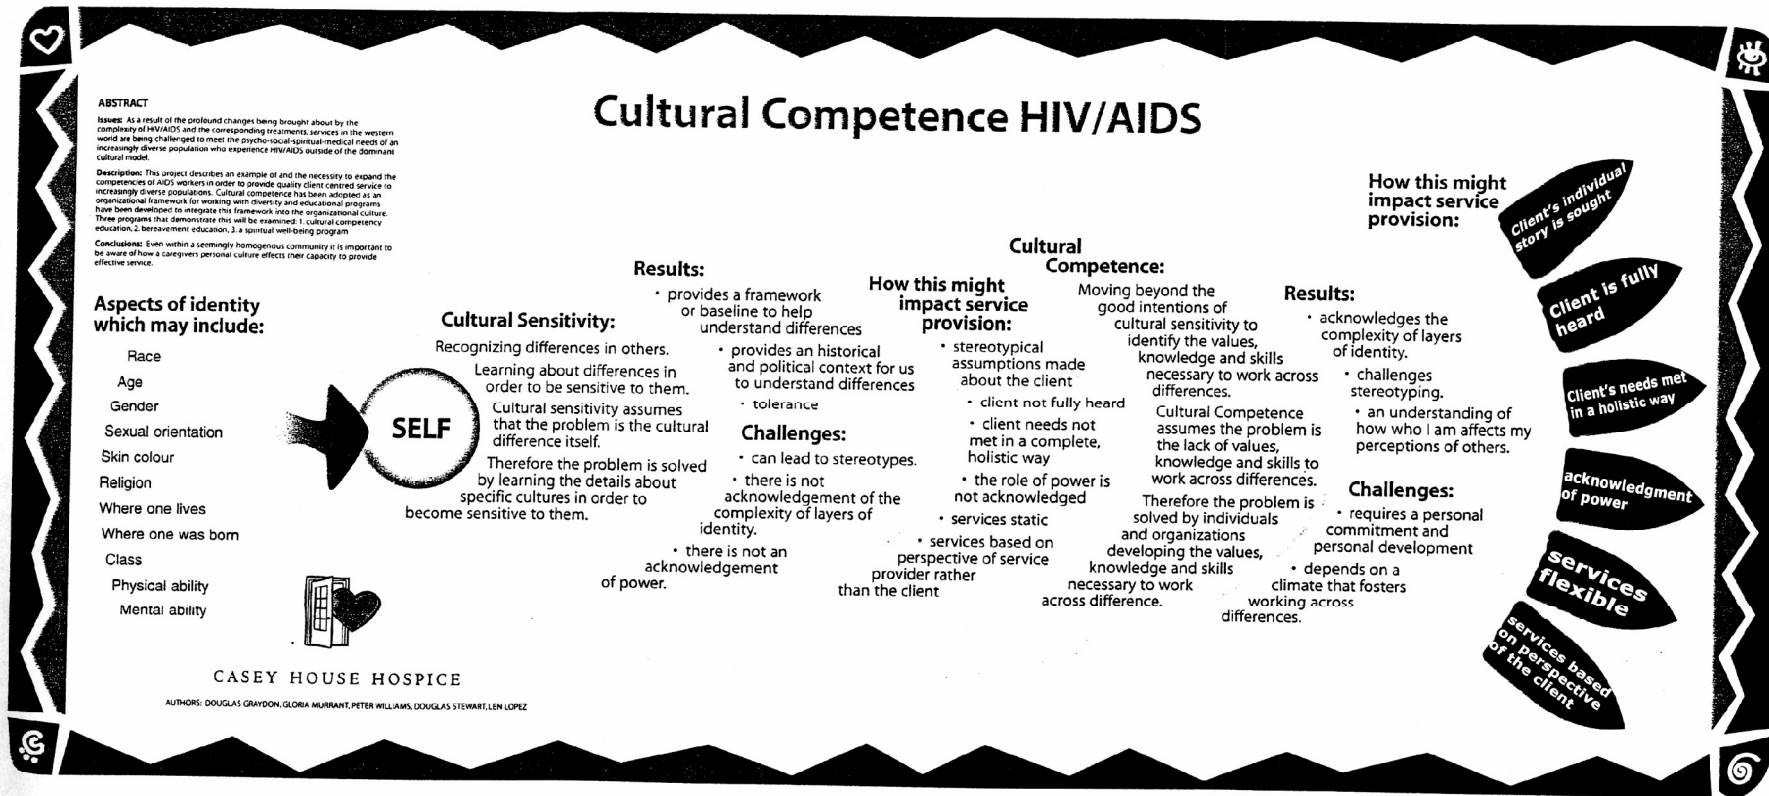 Cultural Competence HIV/AIDS
ABSTRACT
Issues: As a result of the profound changes being brought about by the
complexity of HIV/AIDS and the corresponding treatments, services in the western
world are being challenged to meet the psycho-social-spiritual-medical needs of an
increasingly diverse population who experience HIV/AIDS outside of the dominant
cultural model.
Description: This project describes an example of and the necessity to expand the
competencies of AIDS workers in order to provide quality client centred service to
increasingly diverse populations. Cultural competence has been adopted as an
organizational framework for working with diversity and educational programs
have been developed to integrate this framework into the organizational culture.
Three programs that demonstrate this will be examined: 1. cultural competency
education, 2. bereavement education, 3. a spiritual well-being program
Conclusions: Even within a seemingly homogenous community it is important to
be aware of how a caregivers personal culture effects their capacity to provide
effective service.
Aspects of identity
which may include:
Race
Age
Gender
Sexual orientation
Skin colour
Religion
Where one lives
Where one was born
Class
Physical ability
Mental ability
SELF
Cultural Sensitivity:
Recognizing differences in others.
Learning about differences in
order to be sensitive to them.
Cultural sensitivity assumes
that the problem is the cultural
difference itself.
Therefore the problem is solved
by learning the details about
specific cultures in order to
become sensitive to them.
Results:
• provides a framework
or baseline to help
understand differences
• provides an historical
and political context for us
to understand differences
• tolerance
Challenges:
• can lead to stereotypes.
• there is not
acknowledgement of the
complexity of layers of
identity.
• there is not an
acknowledgement
of power.
How this might
impact service
provision:
• stereotypical
assumptions made
about the client
• client not fully heard
• client needs not
met in a complete,
holistic way
• the role of power is
not acknowledged
• services static
• services based on
perspective of service
provider rather
than the client
Cultural
Competence:
Moving beyond the
good intentions of
cultural sensitivity to
identify the values,
knowledge and skills
necessary to work across
differences.
Cultural Competence
assumes the problem is
the lack of values,
knowledge and skills to
work across differences.
Therefore the problem is
solved by individuals
and organizations
developing the values,
knowledge and skills
necessary to work
across difference.
Results:
• acknowledges the
complexity of layers
of identity.
• challenges
stereotyping.
• an understanding of
how who I am affects my
perceptions of others.
Challenges:
• requires a personal
commitment and
personal development
• depends on a
climate that fosters
working across
differences.
How this might
impact service
provision:
Client's individual
story is sought
Client is fully
heard
Client's needs met
in a holistic way
acknowledgment
of power
services
flexible
services based
on perspective
of the client
CASEY HOUSE HOSPICE
AUTHORS: DOUGLAS GRAYDON, GLORIA MURRANT, PETER WILLIAMS, DOUGLAS STEWART, LEN LOPEZ